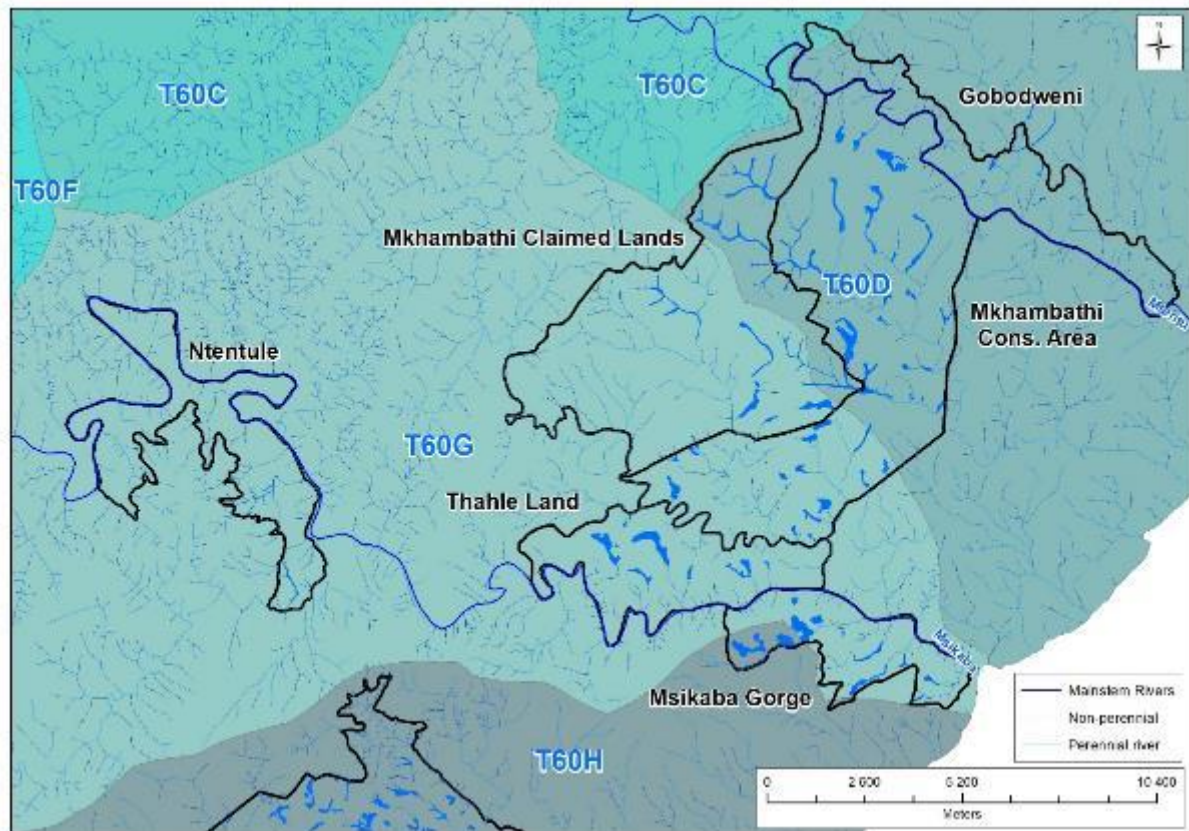 N
T60C
T60C
Gobodweni
T60F
Mkhambathi Claimed Lands
T60D
Mkhambathi
Cons. Area
Ntentule
T60G
Thahle Land
Msikaba
Msikaba Gorge
T60H
Mainstem Rivers
Non-perennial
Perennial river
0
2 600
5 200
10 400
Meters